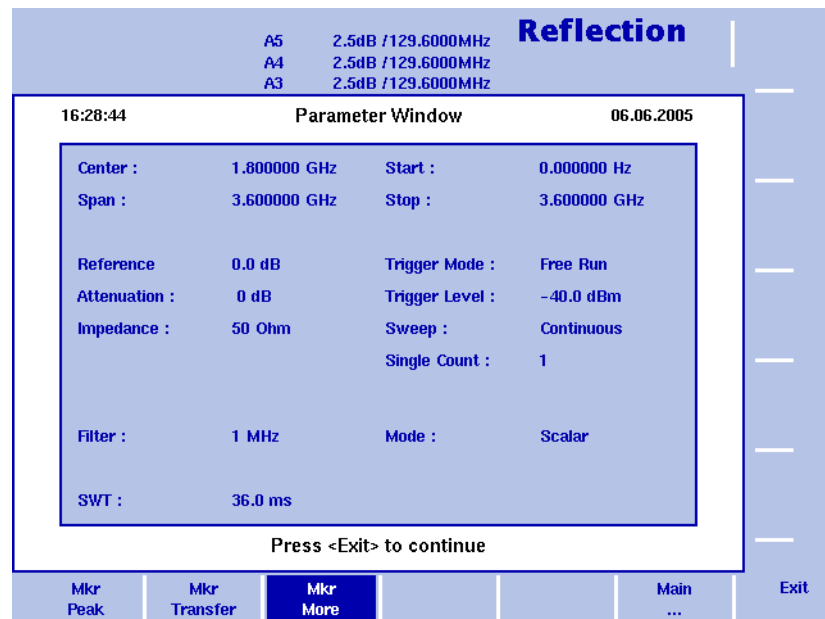 Reflection
A5 2.5dB /129.6000MHz
A4 2.5dB /129.6000MHz
A3 2.5dB /129.6000MHz
16:28:44 Parameter Window 06.06.2005
Center : 1.800000 GHz Start : 0.000000 Hz
Span : 3.600000 GHz Stop : 3.600000 GHz
Reference 0.0 dB Trigger Mode : Free Run
Attenuation : 0 dB Trigger Level : -40.0 dBm
Impedance : 50 Ohm Sweep : Continuous
Single Count : 1
Filter : 1 MHz Mode : Scalar
SWT : 36.0 ms
Press <Exit> to continue
Mkr Mkr Mkr Main Exit
Peak Transfer More ...